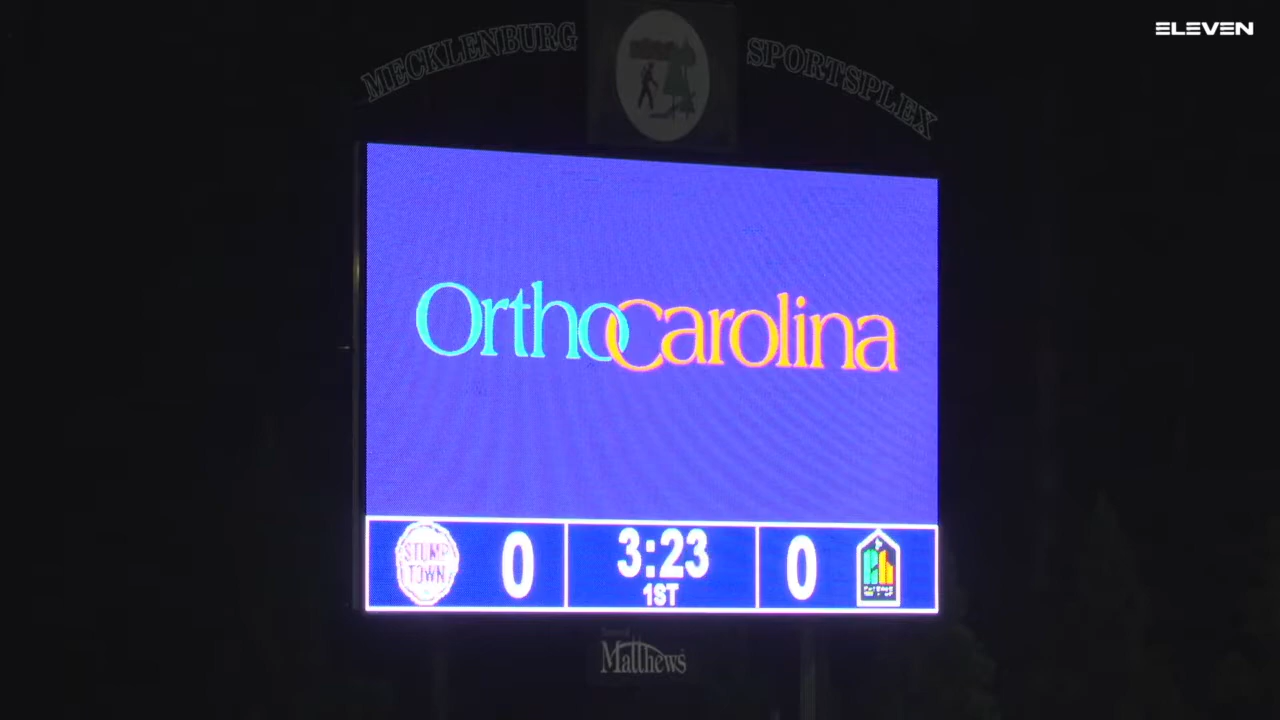 ELEVEN
MECKLENBURG SPORTSPLEX
OrthoCarolina
STUMP
TOWN
0
3:23
1ST
0
Matthews